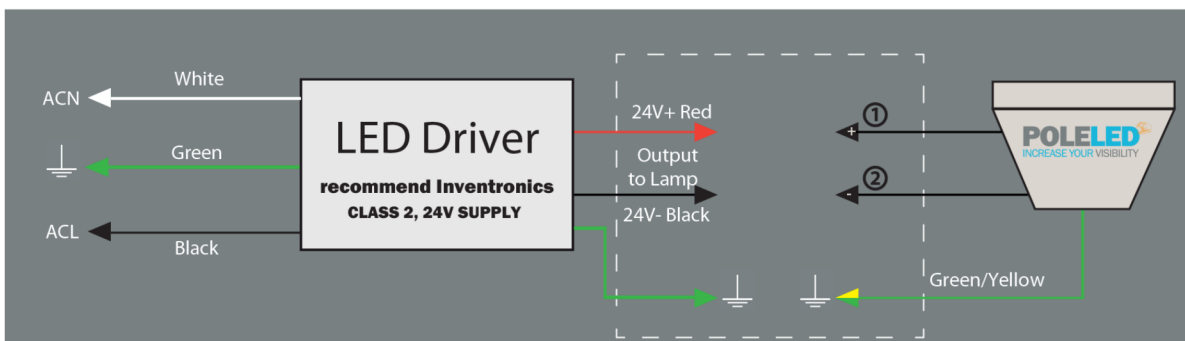 White
ACN
Green
ACL
Black
LED Driver
recommend Inventronics
CLASS 2, 24V SUPPLY
24V+ Red
Output
to Lamp
24V- Black
+ 1
- 2
POLELED
INCREASE YOUR VISIBILITY
Green/Yellow